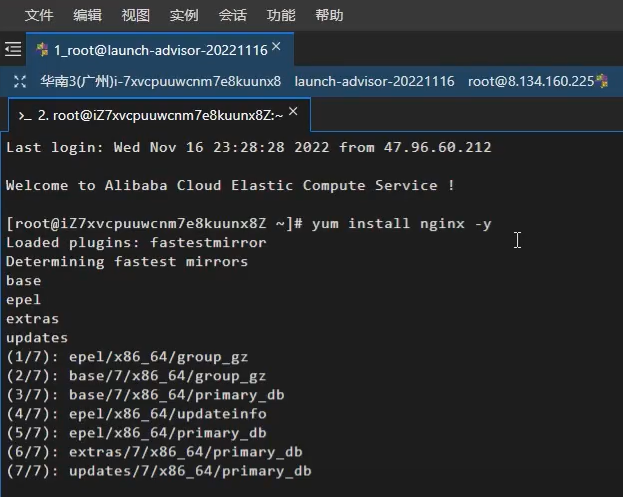 文件 编辑 视图 实例 会话 功能 帮助
1_root@launch-advisor-20221116 ×
华南3(广州)i-7xvcpuuwcnm7e8kuunx8 launch-advisor-20221116 root@8.134.160.225
>_ 2. root@iZ7xvcpuuwcnm7e8kuunx8Z:~ ×
Last login: Wed Nov 16 23:28:28 2022 from 47.96.60.212
Welcome to Alibaba Cloud Elastic Compute Service !
[root@iZ7xvcpuuwcnm7e8kuunx8Z ~]# yum install nginx -y
Loaded plugins: fastestmirror
Determining fastest mirrors
base
epel
extras
updates
(1/7): epel/x86_64/group_gz
(2/7): base/7/x86_64/group_gz
(3/7): base/7/x86_64/primary_db
(4/7): epel/x86_64/updateinfo
(5/7): epel/x86_64/primary_db
(6/7): extras/7/x86_64/primary_db
(7/7): updates/7/x86_64/primary_db